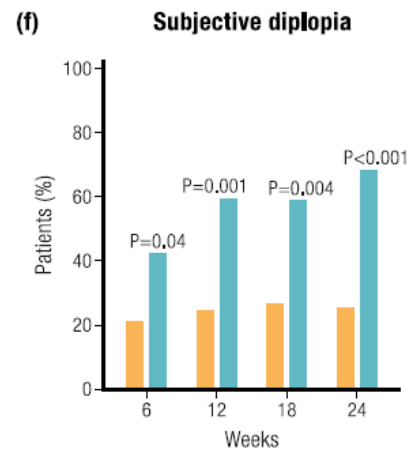 (f) Subjective diplopia
100
80
P<0.001
P=0.001 P=0.004
60
P=0.04
40
20
0
6 12 18 24
Weeks
Patients (%)